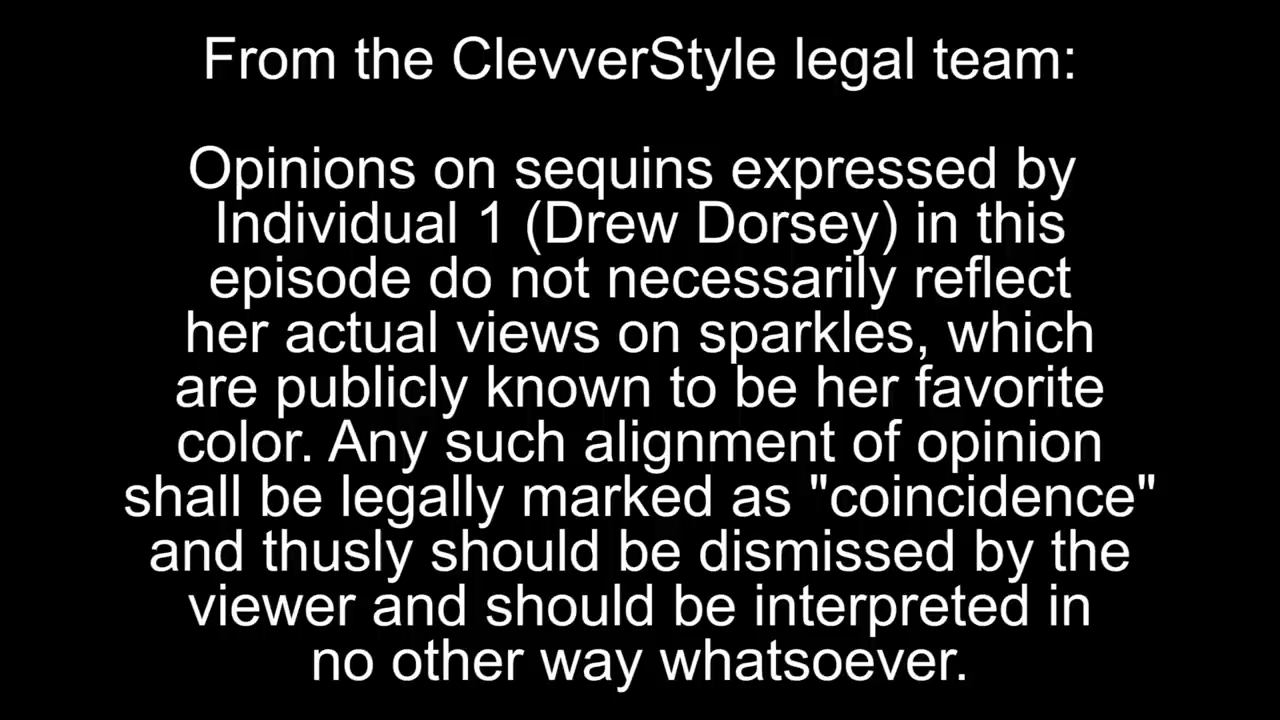 From the ClevverStyle legal team:
Opinions on sequins expressed by
Individual 1 (Drew Dorsey) in this
episode do not necessarily reflect
her actual views on sparkles, which
are publicly known to be her favorite
color. Any such alignment of opinion
shall be legally marked as "coincidence"
and thusly should be dismissed by the
viewer and should be interpreted in
no other way whatsoever.